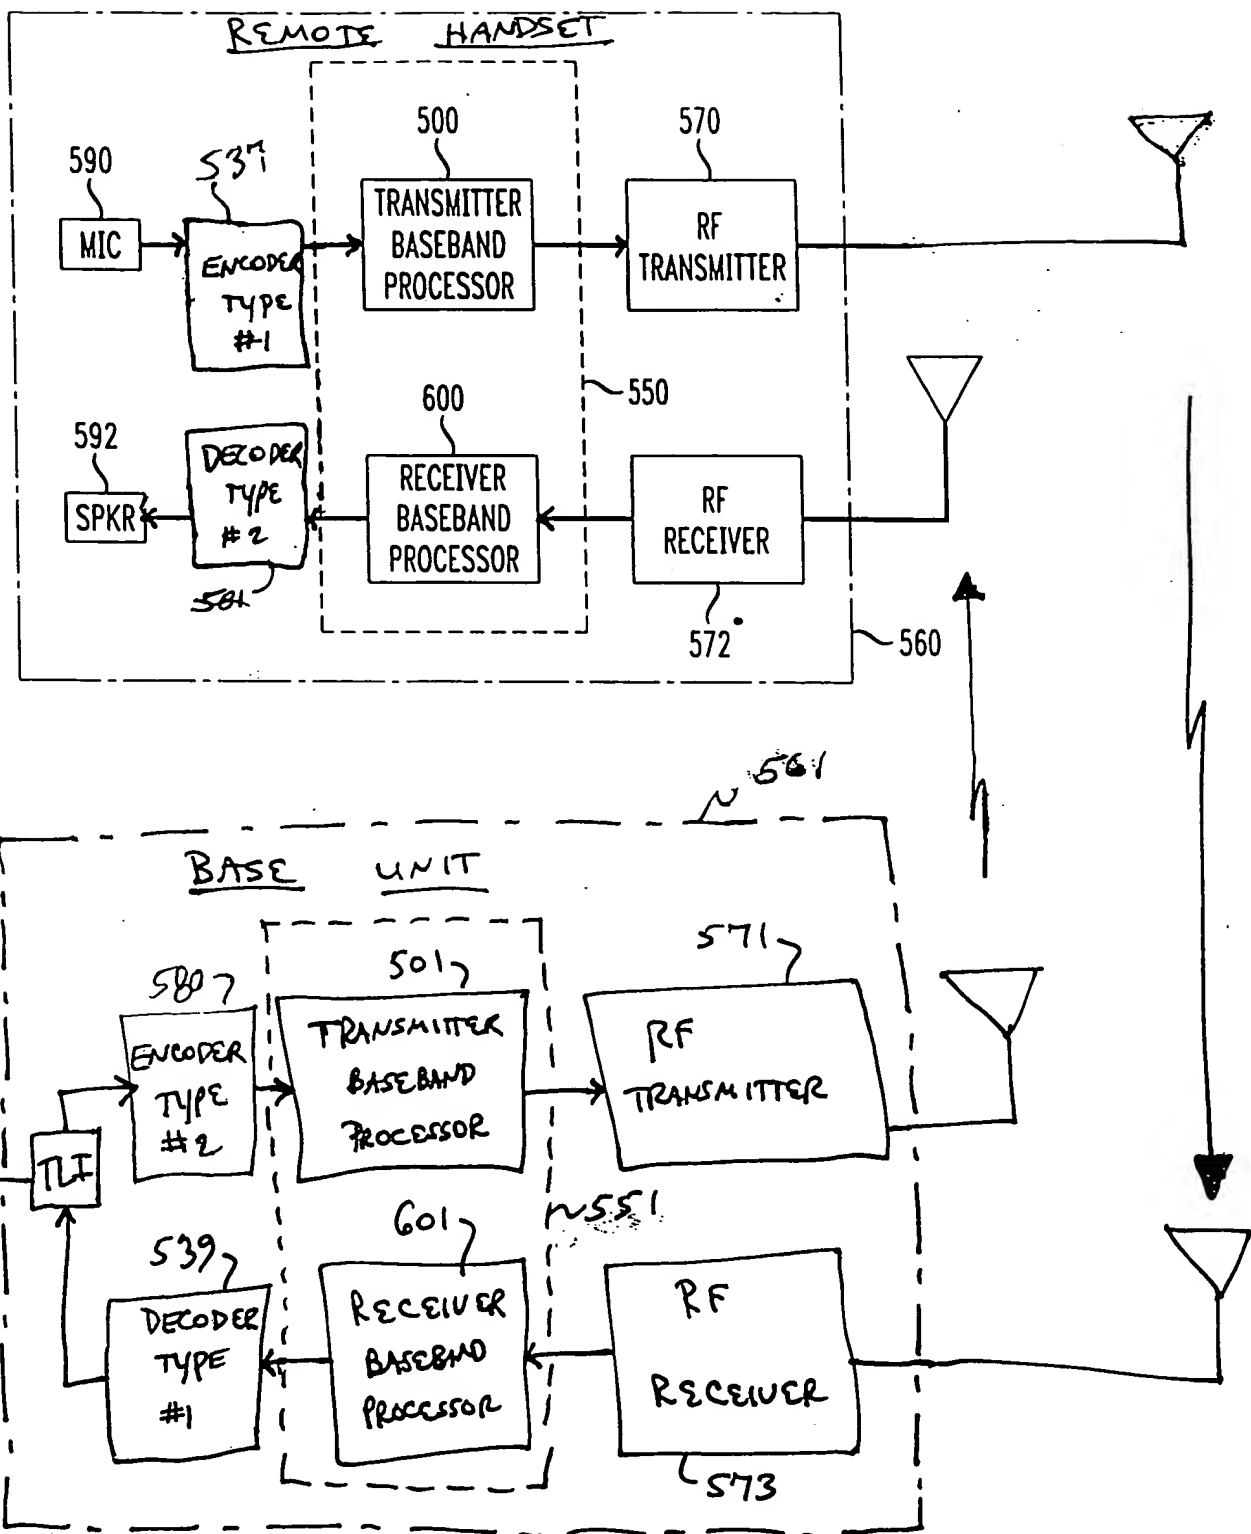 REMOTE HANDSET
500
570
590
537
MIC
ENCODER
TYPE
#1
TRANSMITTER
BASEBAND
PROCESSOR
RF
TRANSMITTER
550
600
592
SPKR
DECODER
TYPE
#2
RECEIVER
BASEBAND
PROCESSOR
RF
RECEIVER
572
560
561
BASE UNIT
580
501
571
ENCODER
TYPE
#2
TRANSMITTER
BASEBAND
PROCESSOR
RF
TRANSMITTER
TLI
551
539
601
DECODER
TYPE
#1
RECEIVER
BASEBAND
PROCESSOR
RF
RECEIVER
573